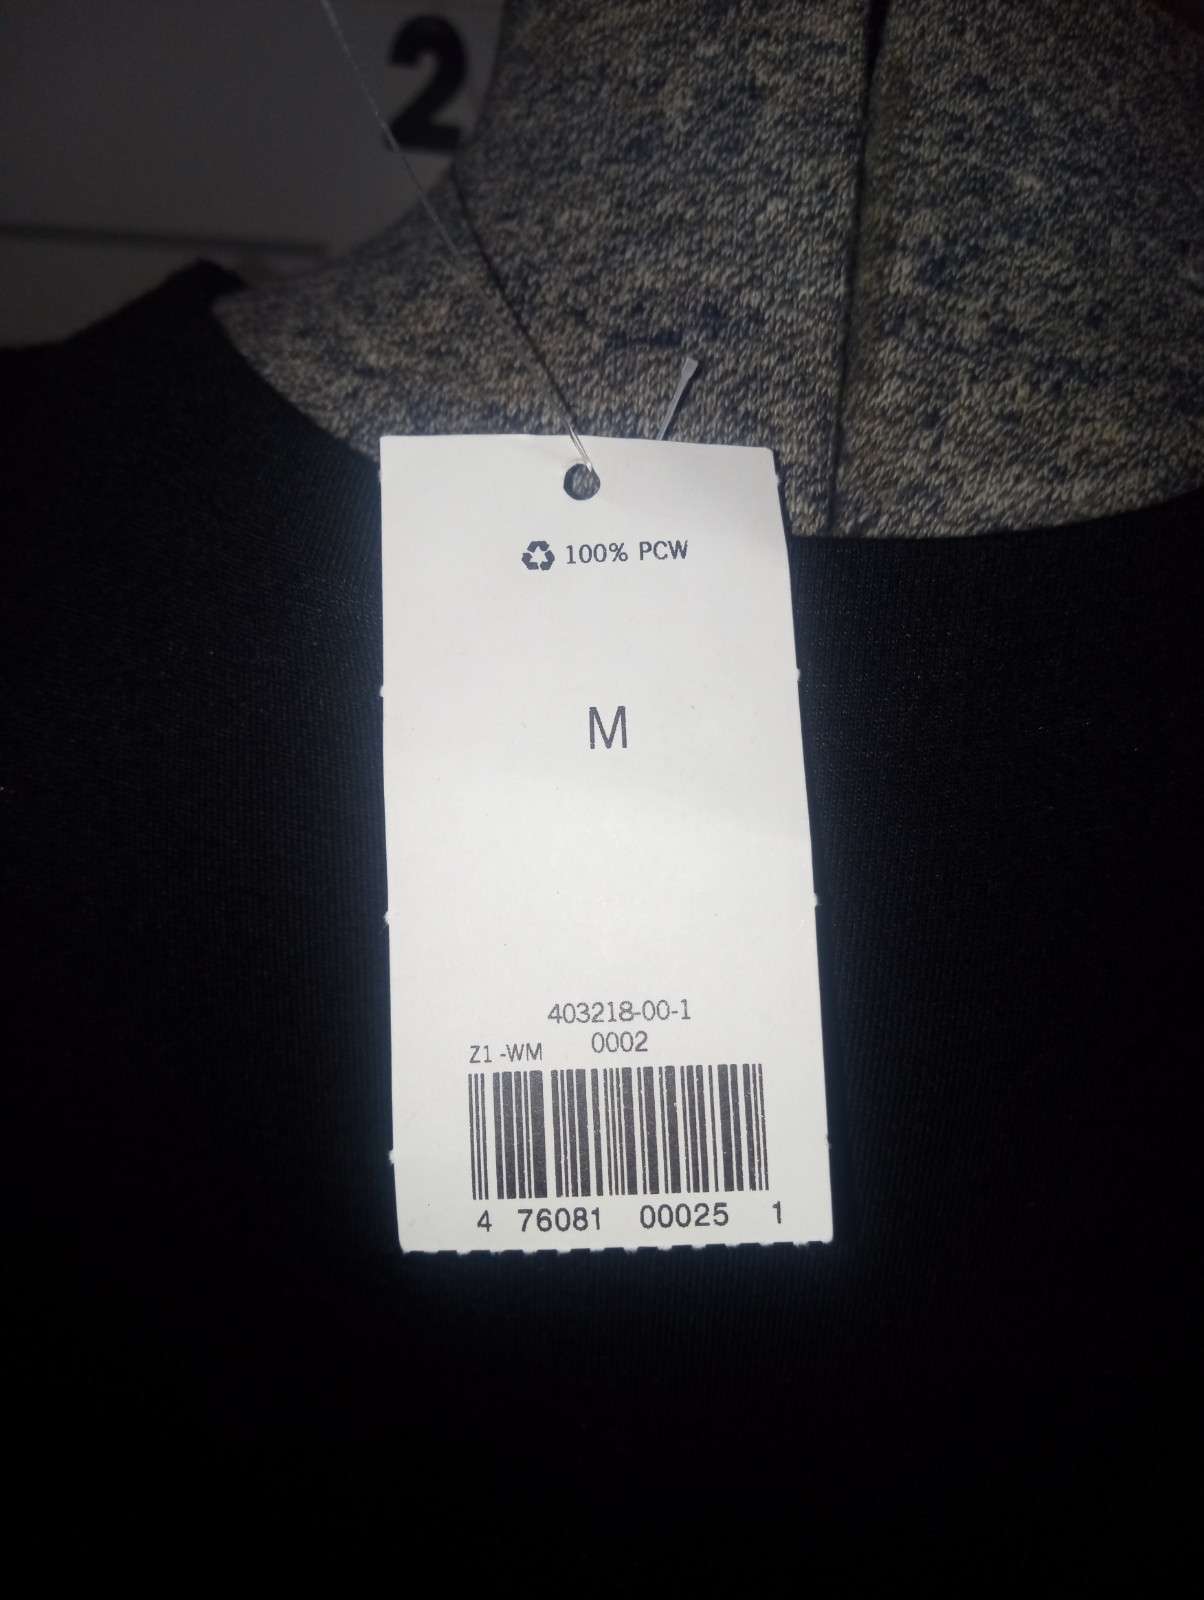 2
♻ 100% PCW
M
403218-00-1
Z1 -WM 0002
4 76081 00025 1